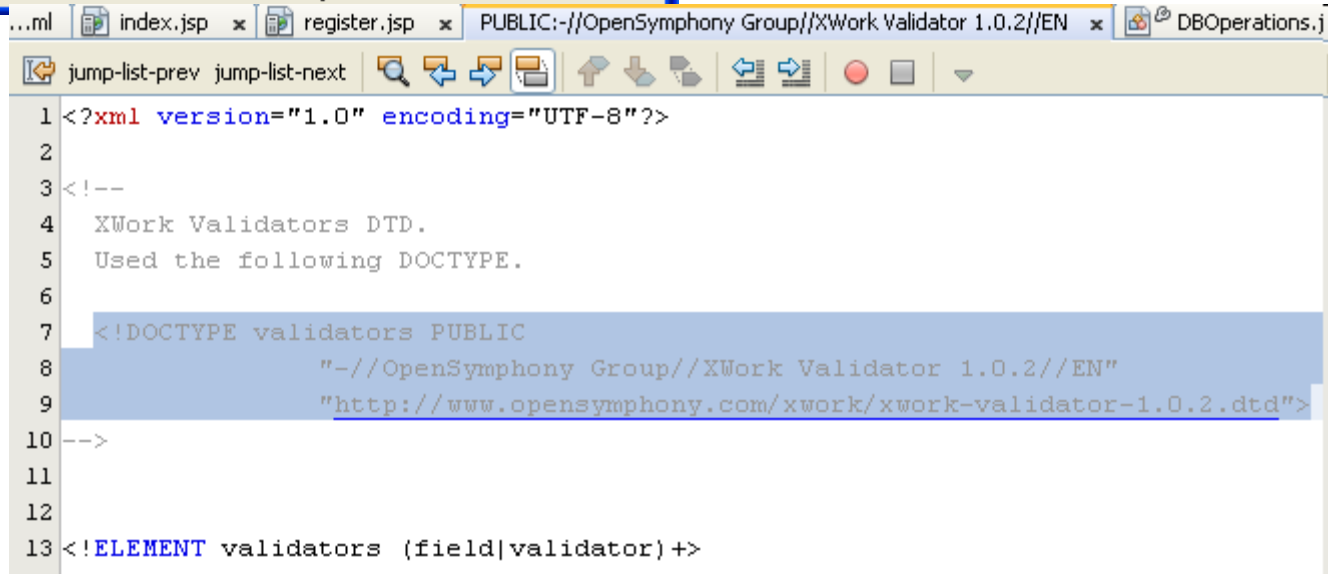 ...ml index.jsp x register.jsp x PUBLIC:-//OpenSymphony Group//XWork Validator 1.0.2//EN x DBOperations.j
jump-list-prev jump-list-next
1 <?xml version="1.0" encoding="UTF-8"?>
2
3 <!--
4 XWork Validators DTD.
5 Used the following DOCTYPE.
6
7 <!DOCTYPE validators PUBLIC
8 "-//OpenSymphony Group//XWork Validator 1.0.2//EN"
9 "http://www.opensymphony.com/xwork/xwork-validator-1.0.2.dtd">
10 -->
11
12
13 <!ELEMENT validators (field|validator)+>